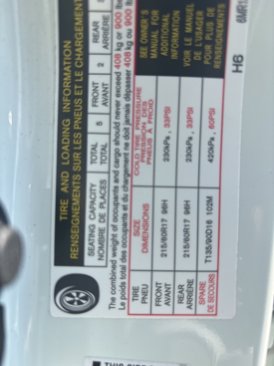 TIRE AND LOADING INFORMATION
RENSEIGNEMENTS SUR LES PNEUS ET LE CHARGEMENT
SEATING CAPACITY TOTAL 5 FRONT 2 REAR
NOMBRE DE PLACES TOTAL AVANT ARRIÈRE
The combined weight of occupants and cargo should never exceed 408 kg or 900 lbs
Le poids total des occupants et du chargement ne doit jamais dépasser 408 kg ou 900 lb
TIRE SIZE COLD TIRE PRESSURE
PNEU DIMENSIONS PRESSION DES PNEUS À FROID
FRONT AVANT 215/60R17 96H 230kPa, 33PSI
REAR ARRIÈRE 215/60R17 96H 230kPa, 33PSI
SPARE DE SECOURS T135/90D16 102M 420kPa, 60PSI
SEE OWNER'S
MANUAL FOR
ADDITIONAL
INFORMATION
VOIR LE MANUEL
DE L'USAGER
POUR PLUS DE
RENSEIGNEMENTS
H6